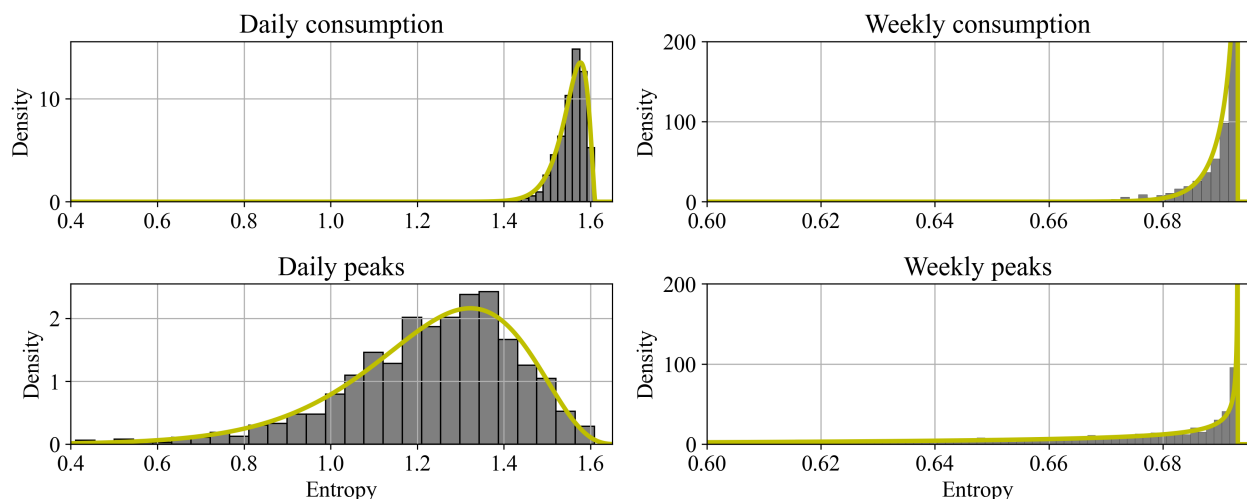 Daily consumption
Density
10
0
0.4 0.6 0.8 1.0 1.2 1.4 1.6
Weekly consumption
Density
200
100
0
0.60 0.62 0.64 0.66 0.68
Daily peaks
Density
2
1
0
0.4 0.6 0.8 1.0 1.2 1.4 1.6
Entropy
Weekly peaks
Density
200
100
0
0.60 0.62 0.64 0.66 0.68
Entropy